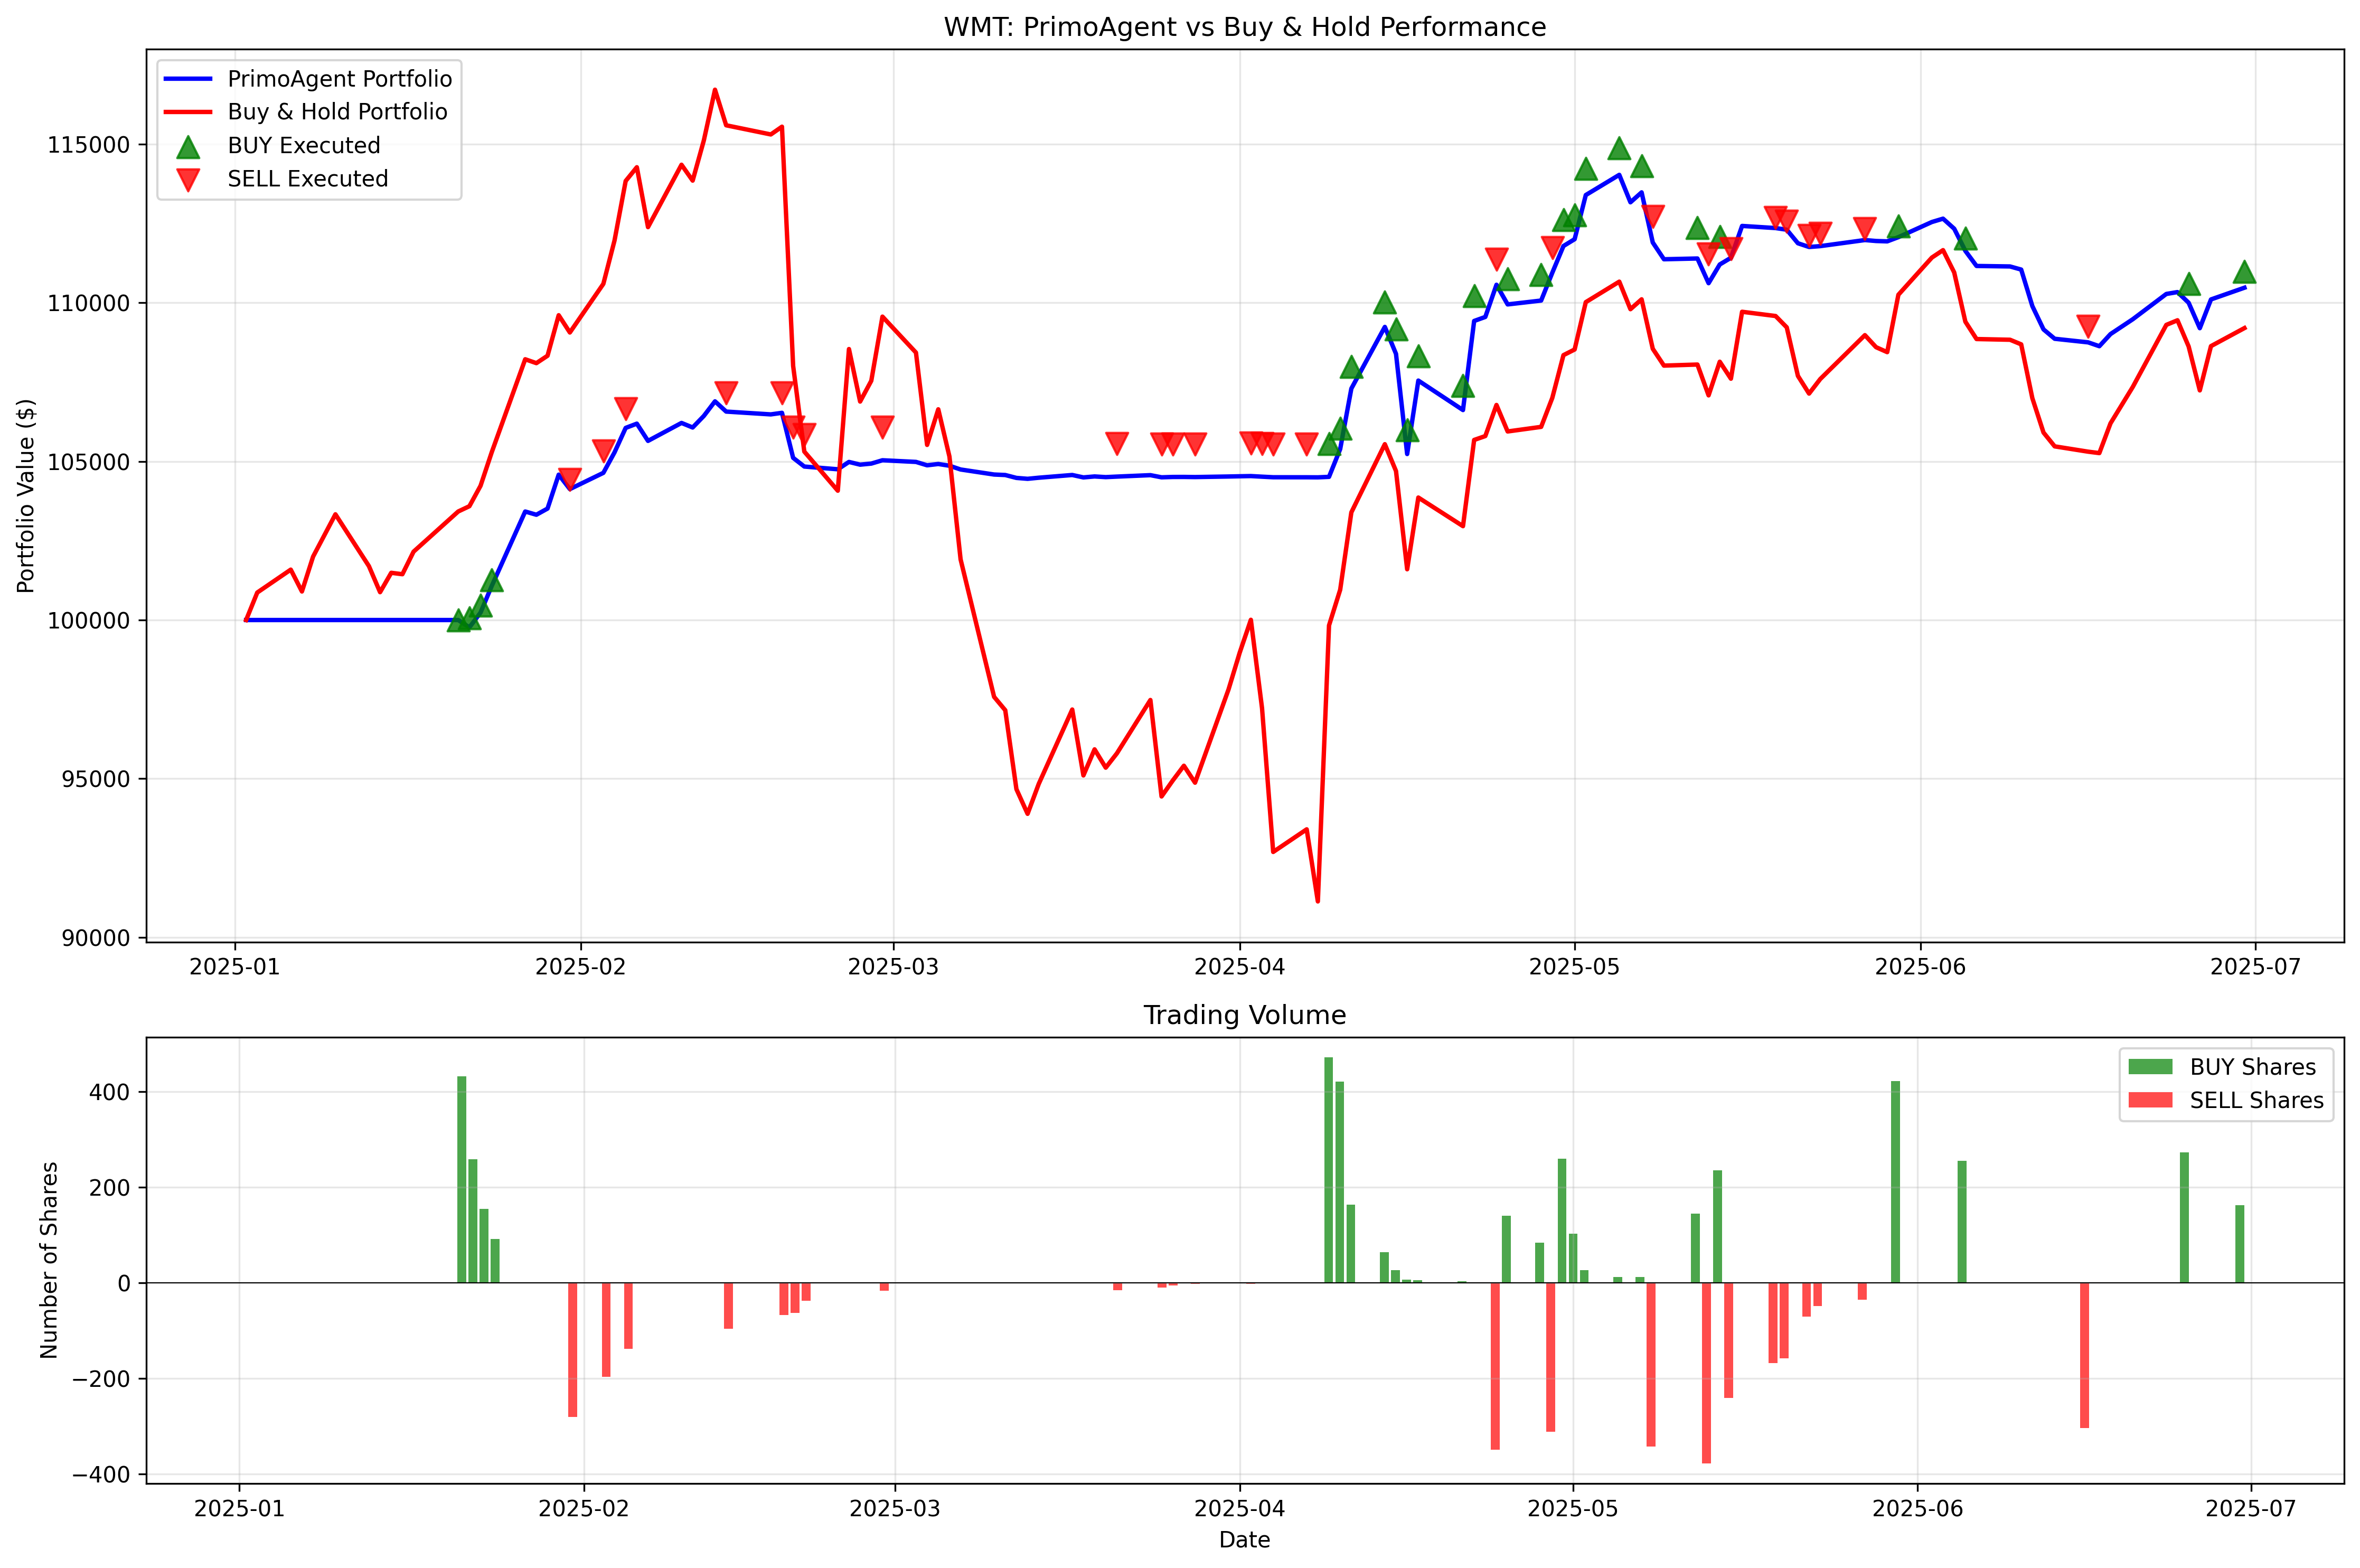 WMT: PrimoAgent vs Buy & Hold Performance
PrimoAgent Portfolio
Buy & Hold Portfolio
BUY Executed
SELL Executed
Portfolio Value ($)
115000
110000
105000
100000
95000
90000
2025-01 2025-02 2025-03 2025-04 2025-05 2025-06 2025-07
Trading Volume
BUY Shares
SELL Shares
Number of Shares
400
200
0
−200
−400
2025-01 2025-02 2025-03 2025-04 2025-05 2025-06 2025-07
Date